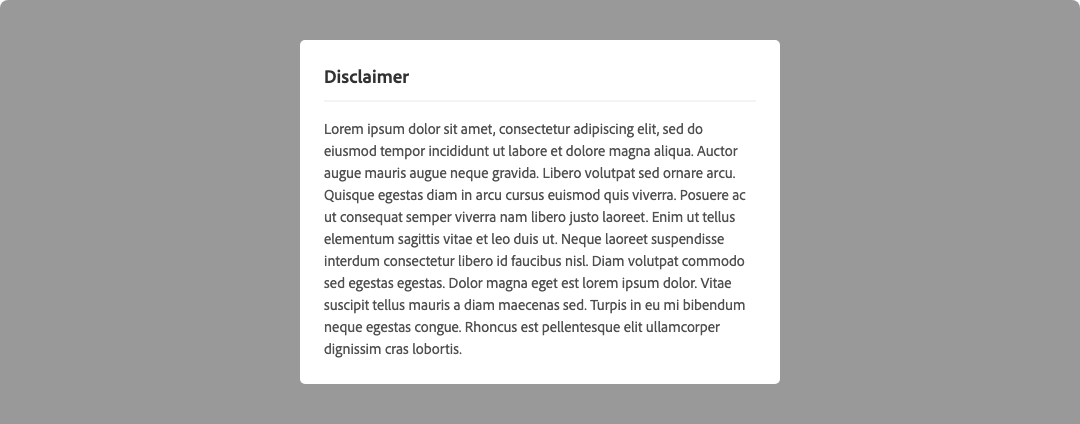 Disclaimer
Lorem ipsum dolor sit amet, consectetur adipiscing elit, sed do
eiusmod tempor incididunt ut labore et dolore magna aliqua. Auctor
augue mauris augue neque gravida. Libero volutpat sed ornare arcu.
Quisque egestas diam in arcu cursus euismod quis viverra. Posuere ac
ut consequat semper viverra nam libero justo laoreet. Enim ut tellus
elementum sagittis vitae et leo duis ut. Neque laoreet suspendisse
interdum consectetur libero id faucibus nisl. Diam volutpat commodo
sed egestas egestas. Dolor magna eget est lorem ipsum dolor. Vitae
suscipit tellus mauris a diam maecenas sed. Turpis in eu mi bibendum
neque egestas congue. Rhoncus est pellentesque elit ullamcorper
dignissim cras lobortis.